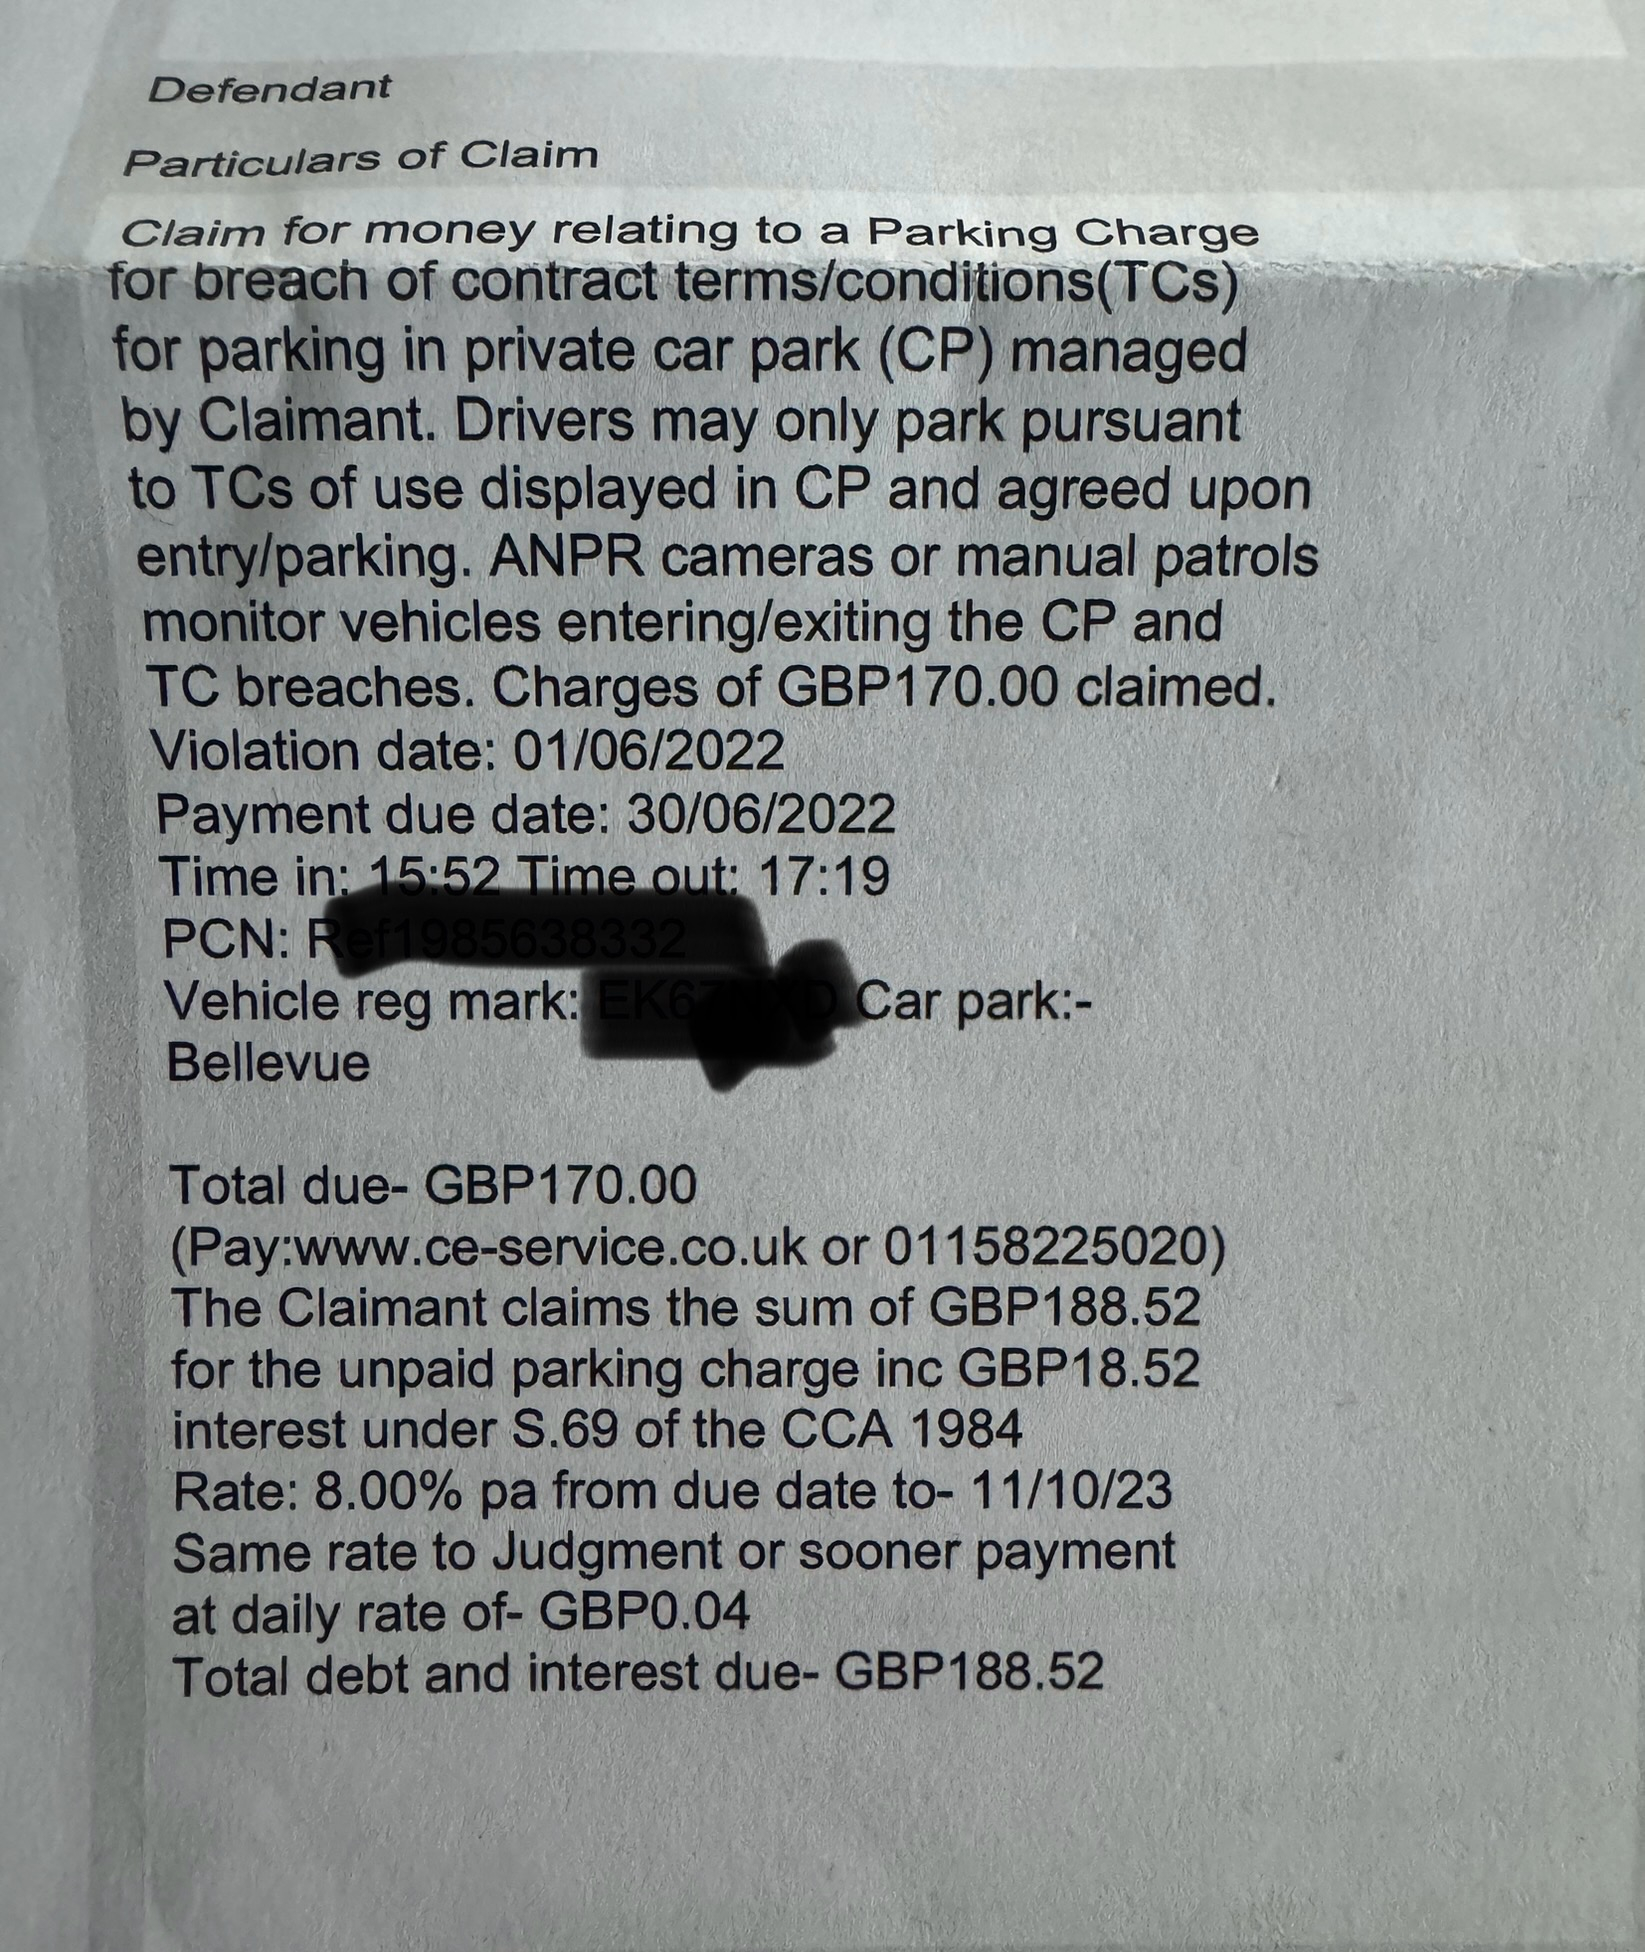 Defendant
Particulars of Claim
Claim for money relating to a Parking Charge
for breach of contract terms/conditions(TCs)
for parking in private car park (CP) managed
by Claimant. Drivers may only park pursuant
to TCs of use displayed in CP and agreed upon
entry/parking. ANPR cameras or manual patrols
monitor vehicles entering/exiting the CP and
TC breaches. Charges of GBP170.00 claimed.
Violation date: 01/06/2022
Payment due date: 30/06/2022
Time in: 15:52 Time out: 17:19
PCN:
Vehicle reg mark: Car park:-
Bellevue
Total due- GBP170.00
(Pay:www.ce-service.co.uk or 01158225020)
The Claimant claims the sum of GBP188.52
for the unpaid parking charge inc GBP18.52
interest under S.69 of the CCA 1984
Rate: 8.00% pa from due date to- 11/10/23
Same rate to Judgment or sooner payment
at daily rate of- GBP0.04
Total debt and interest due- GBP188.52